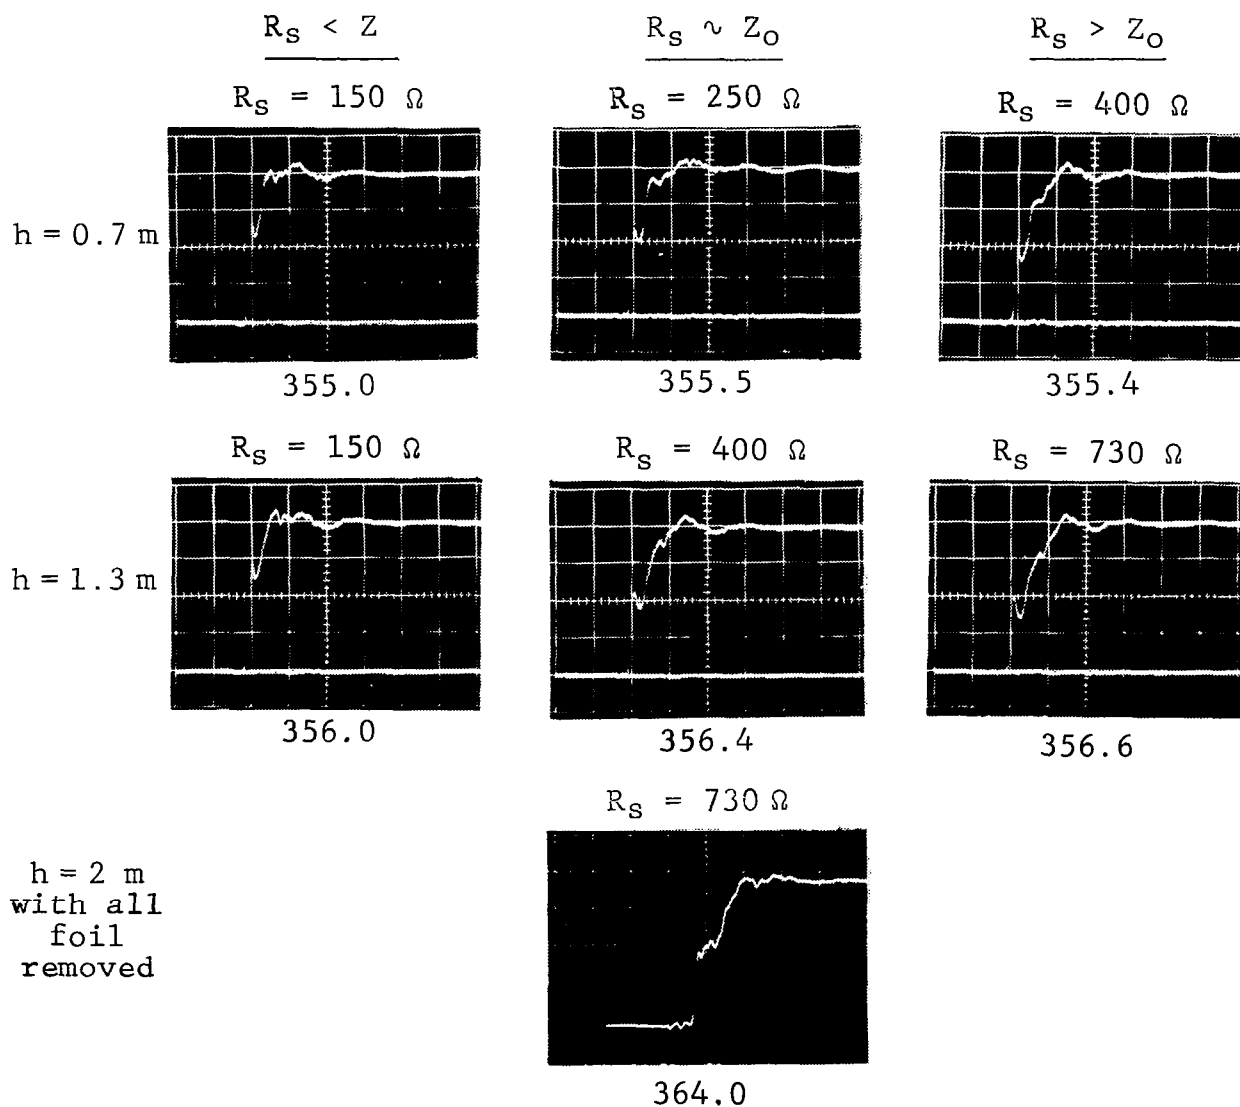 R_S < Z
R_S ~ Z_O
R_S > Z_O
R_S = 150 Ω
R_S = 250 Ω
R_S = 400 Ω
h = 0.7 m
355.0
355.5
355.4
R_S = 150 Ω
R_S = 400 Ω
R_S = 730 Ω
h = 1.3 m
356.0
356.4
356.6
R_S = 730 Ω
h = 2 m
with all
foil
removed
364.0